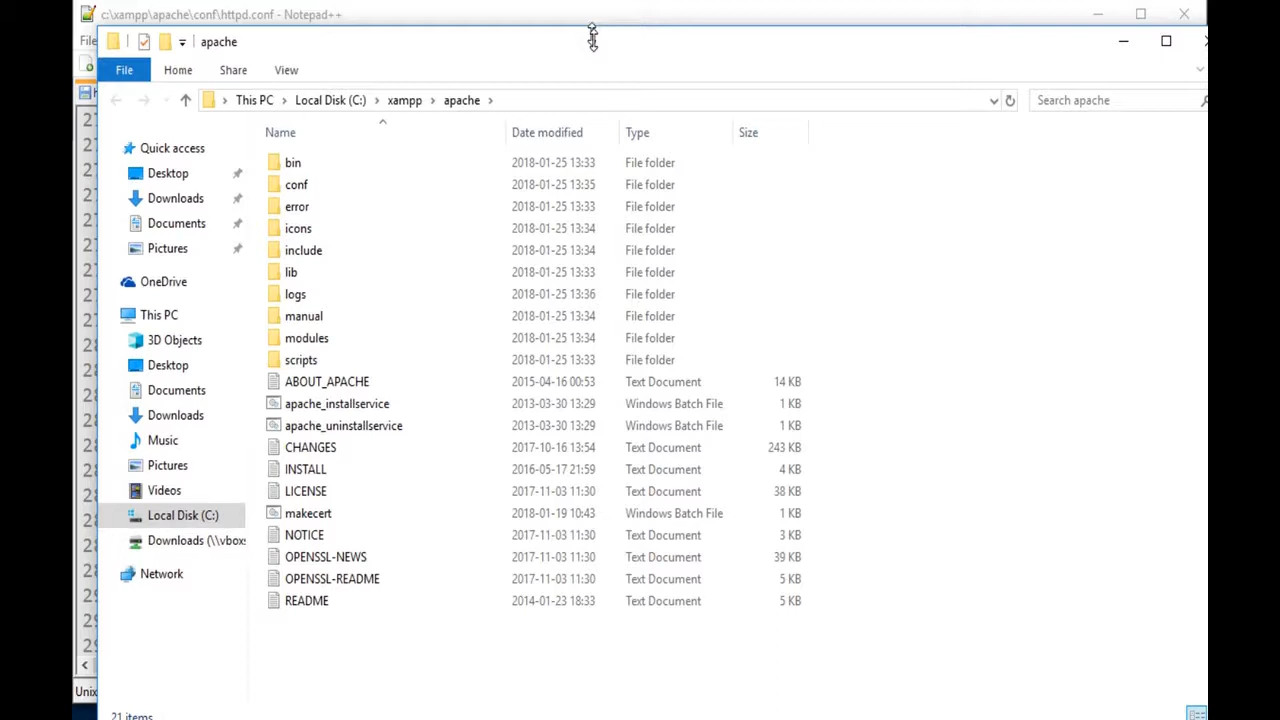 c:\xampp\apache\conf\httpd.conf - Notepad++
File
apache
File Home Share View
This PC Local Disk (C:) xampp apache
Search apache
Name Date modified Type Size
Quick access
Desktop
Downloads
Documents
Pictures
OneDrive
This PC
3D Objects
Desktop
Documents
Downloads
Music
Pictures
Videos
Local Disk (C:)
Downloads (\\vbox
Network
bin 2018-01-25 13:33 File folder
conf 2018-01-25 13:35 File folder
error 2018-01-25 13:33 File folder
icons 2018-01-25 13:34 File folder
include 2018-01-25 13:34 File folder
lib 2018-01-25 13:33 File folder
logs 2018-01-25 13:36 File folder
manual 2018-01-25 13:34 File folder
modules 2018-01-25 13:34 File folder
scripts 2018-01-25 13:33 File folder
ABOUT_APACHE 2015-04-16 00:53 Text Document 14 KB
apache_installservice 2013-03-30 13:29 Windows Batch File 1 KB
apache_uninstallservice 2013-03-30 13:29 Windows Batch File 1 KB
CHANGES 2017-10-16 13:54 Text Document 243 KB
INSTALL 2016-05-17 21:59 Text Document 4 KB
LICENSE 2017-11-03 11:30 Text Document 38 KB
makecert 2018-01-19 10:43 Windows Batch File 1 KB
NOTICE 2017-11-03 11:30 Text Document 3 KB
OPENSSL-NEWS 2017-11-03 11:30 Text Document 39 KB
OPENSSL-README 2017-11-03 11:30 Text Document 5 KB
README 2014-01-23 18:33 Text Document 5 KB
Unix
21 items